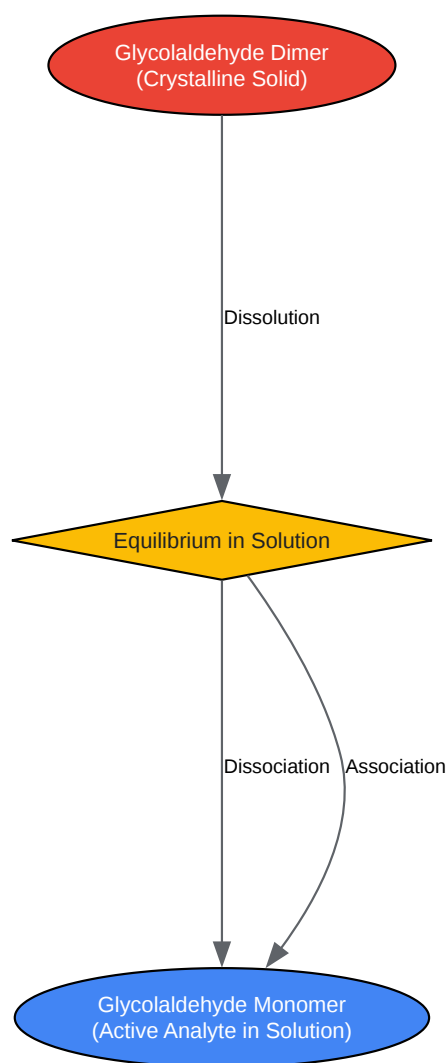 Glycolaldehyde Dimer
(Crystalline Solid)
Dissolution
Equilibrium in Solution
Dissociation
Association
Glycolaldehyde Monomer
(Active Analyte in Solution)